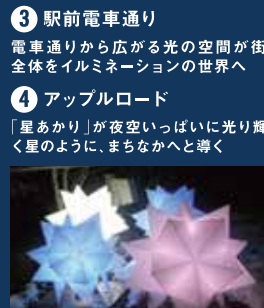 3 駅前電車通り
電車通りから広がる光の空間が街
全体をイルミネーションの世界へ
4 アップルロード
「星あかり」が夜空いっぱいに光り輝
く星のように、まちなかへと導く